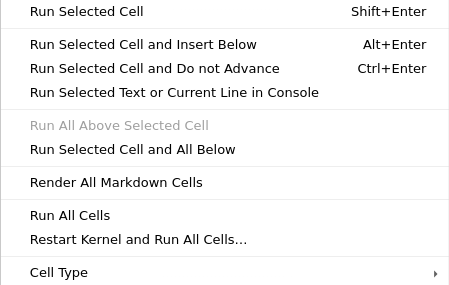 Run Selected Cell Shift+Enter
Run Selected Cell and Insert Below Alt+Enter
Run Selected Cell and Do not Advance Ctrl+Enter
Run Selected Text or Current Line in Console
Run All Above Selected Cell
Run Selected Cell and All Below
Render All Markdown Cells
Run All Cells
Restart Kernel and Run All Cells…
Cell Type